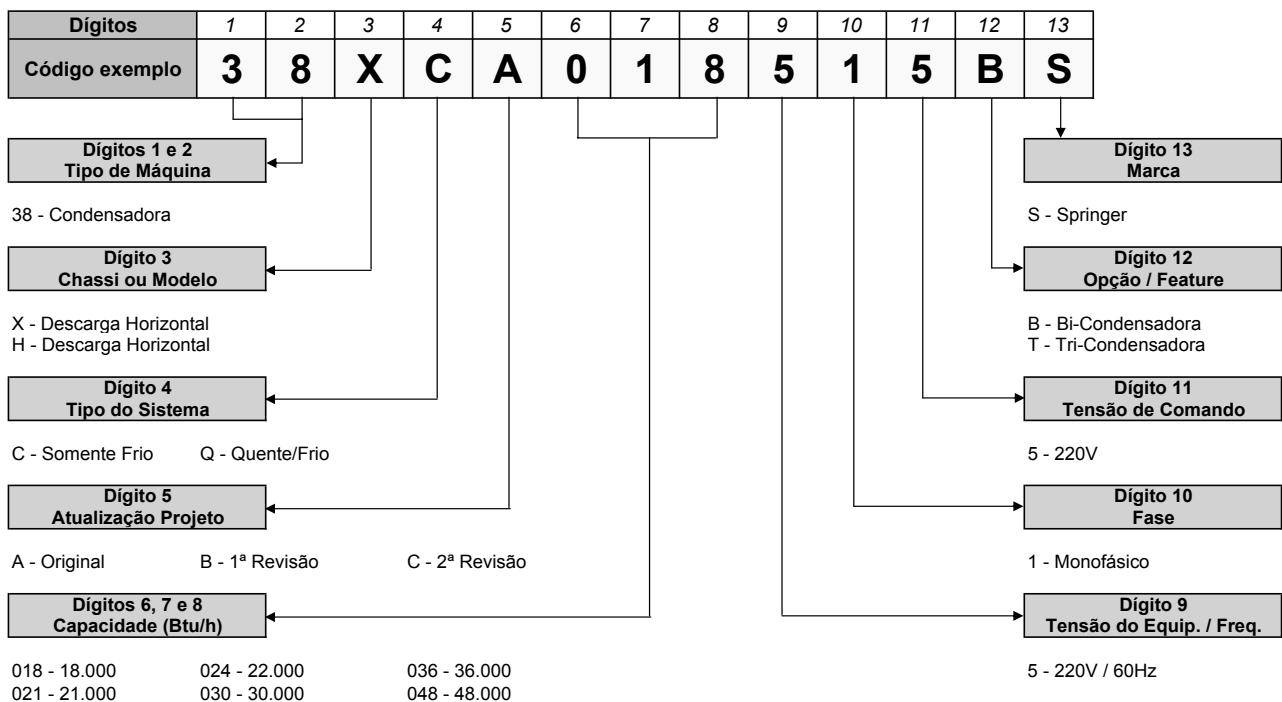 Dígitos 1 2 3 4 5 6 7 8 9 10 11 12 13
Código exemplo 3 8 X C A 0 1 8 5 1 5 B S
Dígitos 1 e 2
Tipo de Máquina
38 - Condensadora
Dígito 3
Chassi ou Modelo
X - Descarga Horizontal
H - Descarga Horizontal
Dígito 4
Tipo do Sistema
C - Somente Frio Q - Quente/Frio
Dígito 5
Atualização Projeto
A - Original B - 1ª Revisão C - 2ª Revisão
Dígitos 6, 7 e 8
Capacidade (Btu/h)
018 - 18.000 024 - 22.000 036 - 36.000
021 - 21.000 030 - 30.000 048 - 48.000
Dígito 13
Marca
S - Springer
Dígito 12
Opção / Feature
B - Bi-Condensadora
T - Tri-Condensadora
Dígito 11
Tensão de Comando
5 - 220V
Dígito 10
Fase
1 - Monofásico
Dígito 9
Tensão do Equip. / Freq.
5 - 220V / 60Hz